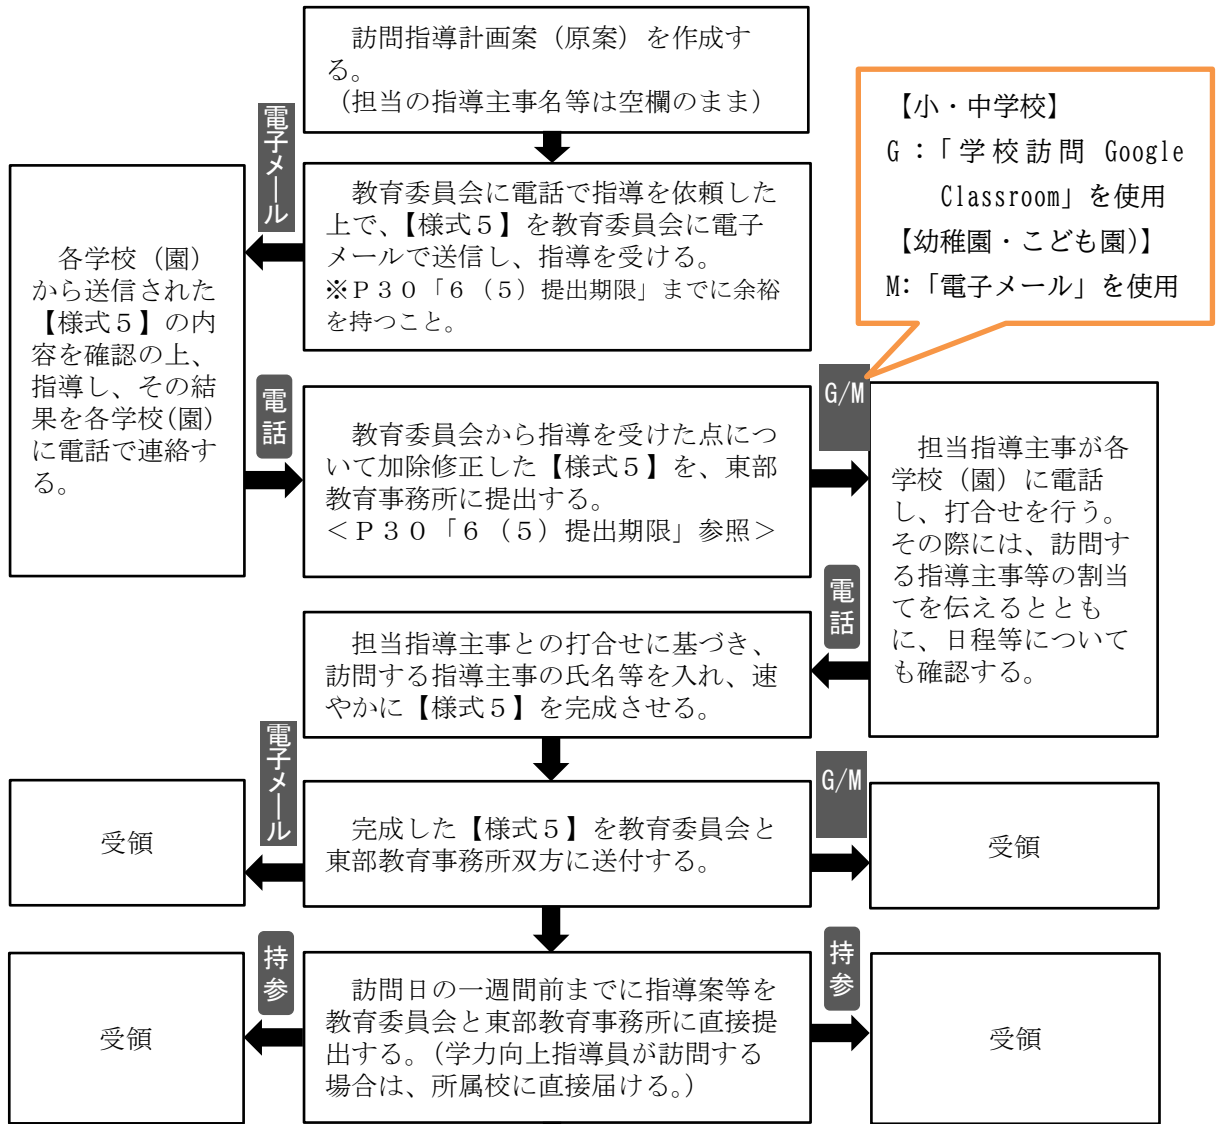 訪問指導計画案（原案）を作成す
る。
（担当の指導主事名等は空欄のまま）
【小・中学校】
G：「学校訪問 Google
Classroom」を使用
【幼稚園・こども園)】
M:「電子メール」を使用
電子メール
教育委員会に電話で指導を依頼した
上で、【様式５】を教育委員会に電子
メールで送信し、指導を受ける。
※Ｐ３０「６（５）提出期限」までに余裕
を持つこと。
各学校（園）
から送信された
【様式５】の内
容を確認の上、
指導し、その結
果を各学校(園)
に電話で連絡す
る。
電話
教育委員会から指導を受けた点につ
いて加除修正した【様式５】を、東部
教育事務所に提出する。
＜Ｐ３０「６（５）提出期限」参照＞
G/M
担当指導主事が各
学校（園）に電話
し、打合せを行う。
その際には、訪問す
る指導主事等の割当
てを伝えるととも
に、日程等について
も確認する。
電話
担当指導主事との打合せに基づき、
訪問する指導主事の氏名等を入れ、速
やかに【様式５】を完成させる。
電子メール
受領
完成した【様式５】を教育委員会と
東部教育事務所双方に送付する。
G/M
受領
持参
受領
訪問日の一週間前までに指導案等を
教育委員会と東部教育事務所に直接提
出する。（学力向上指導員が訪問する
場合は、所属校に直接届ける。）
持参
受領